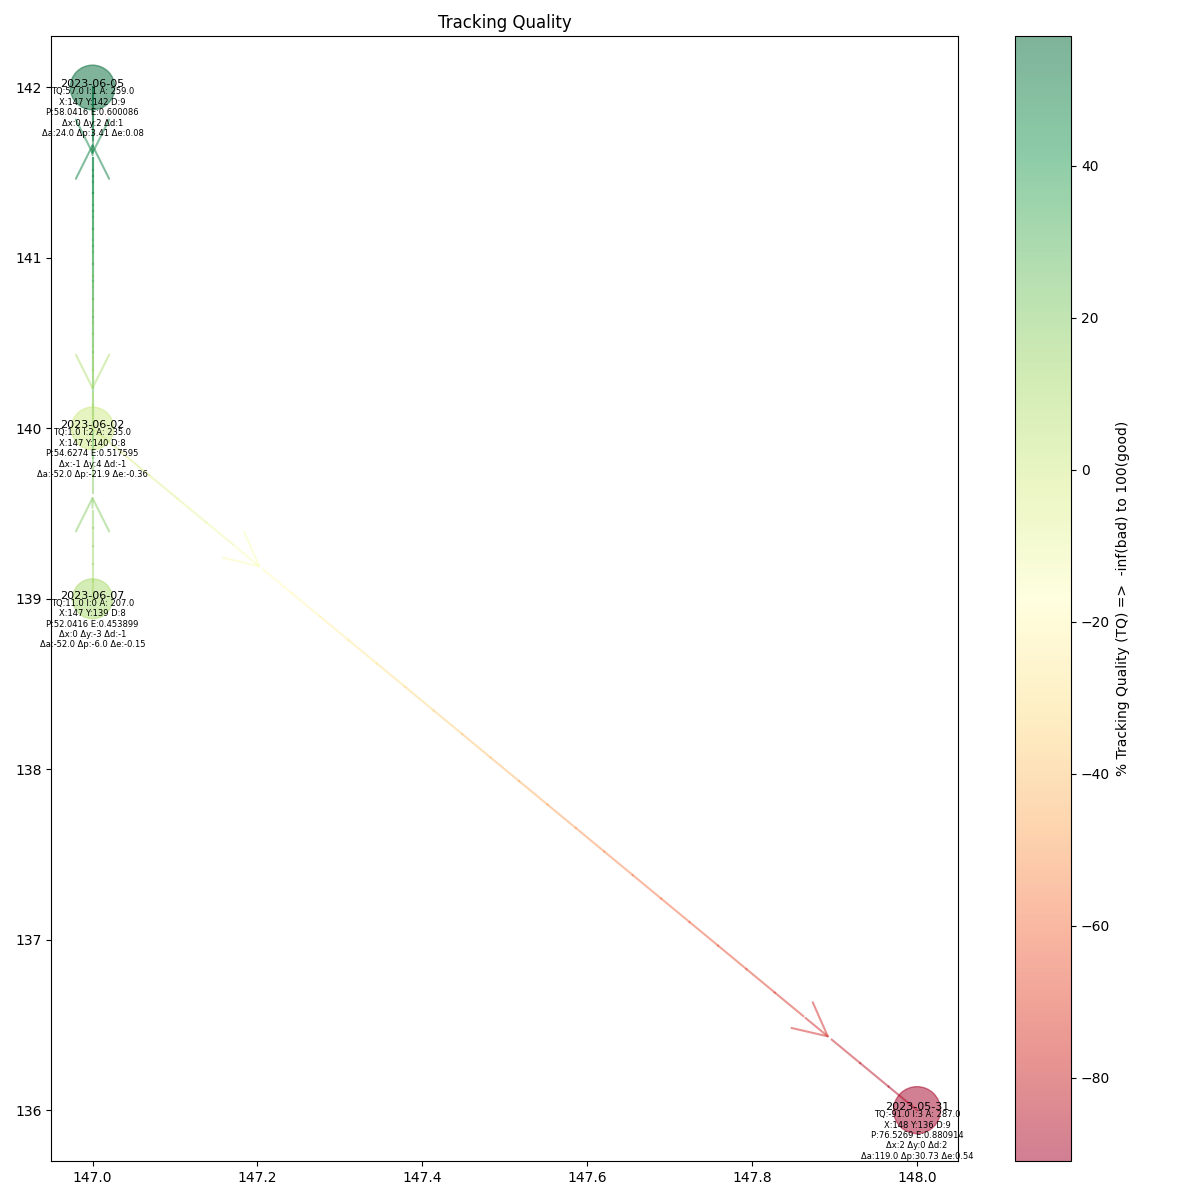 Tracking Quality
142
141
140
139
138
137
136
147.0
147.2
147.4
147.6
147.8
148.0
2023-06-05
TQ:57.0 I:1 A: 259.0
X:147 Y:142 D:9
P:58.0416 E:0.600086
Δx:0 Δy:2 Δd:1
Δa:24.0 Δp:3.41 Δe:0.08
2023-06-02
TQ:1.0 I:2 A: 235.0
X:147 Y:140 D:8
P:54.6274 E:0.517595
Δx:-1 Δy:4 Δd:-1
Δa:-52.0 Δp:-21.9 Δe:-0.36
2023-06-07
TQ:11.0 I:0 A: 207.0
X:147 Y:139 D:8
P:52.0416 E:0.453899
Δx:0 Δy:-3 Δd:-1
Δa:-52.0 Δp:-6.0 Δe:-0.15
2023-05-31
TQ:-91.0 I:3 A: 287.0
X:148 Y:136 D:9
P:76.5269 E:0.880914
Δx:2 Δy:0 Δd:2
Δa:119.0 Δp:30.73 Δe:0.54
40
20
0
−20
−40
−60
−80
% Tracking Quality (TQ) => -inf(bad) to 100(good)